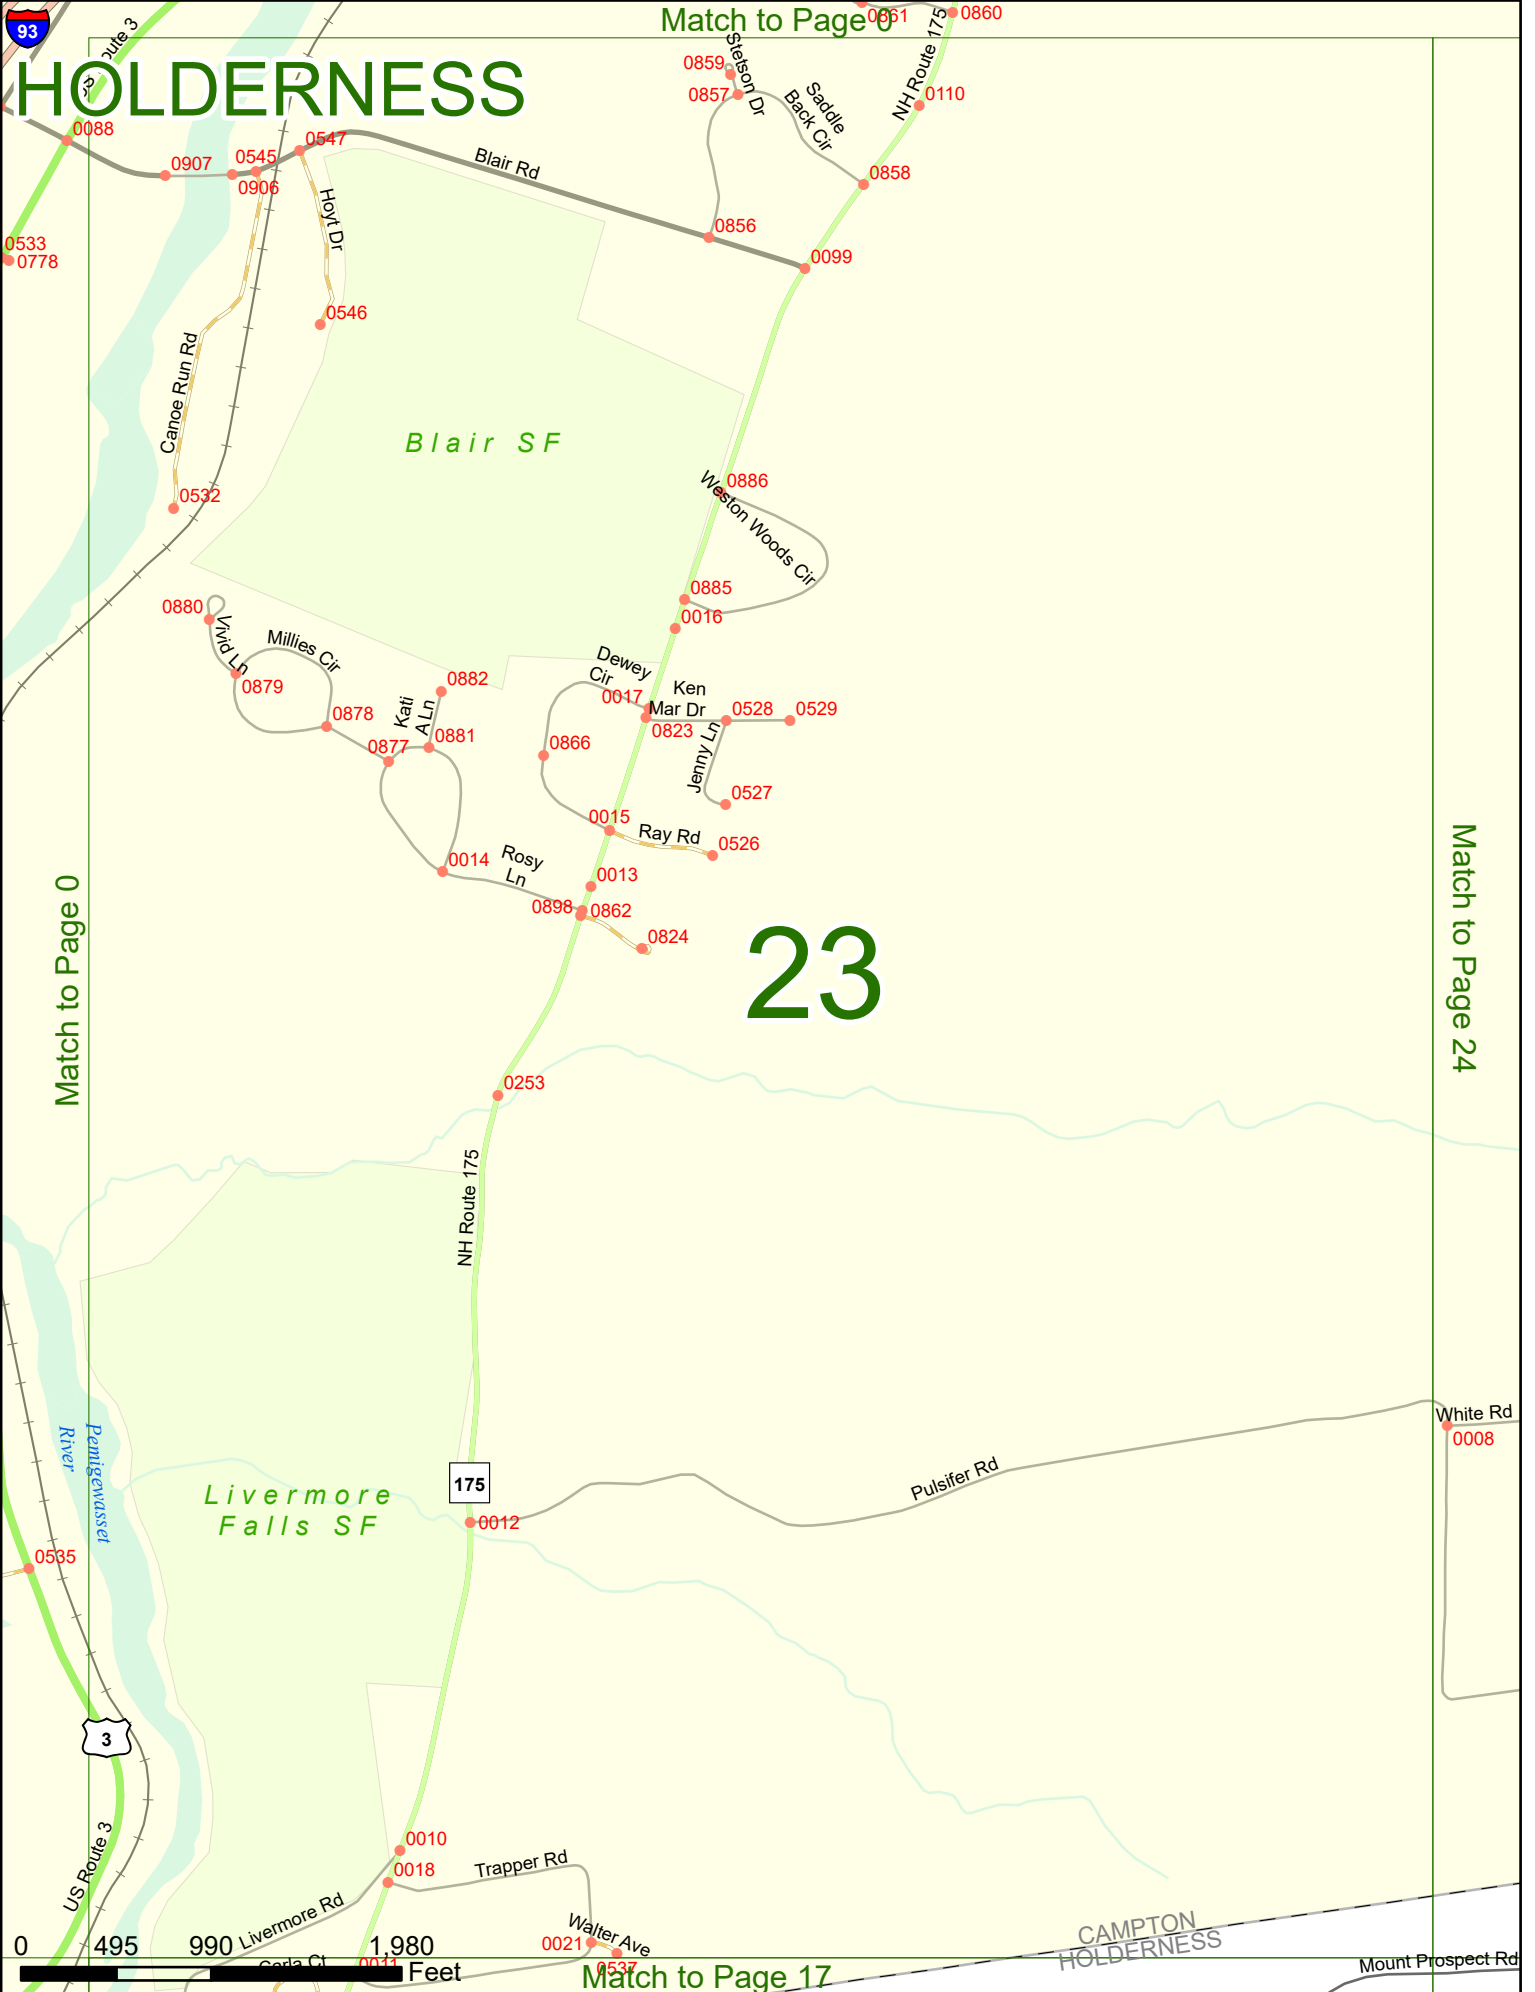 Match to Page 0
0861
0860
93
US Route 3
HOLDERNESS
NH Route 175
0859
Stetson Dr
0857
Saddle
Back Cir
0110
0088
0547
0907
0545
0906
Blair Rd
0858
Hoyt Dr
0856
0533
0778
0099
0546
Canoe Run Rd
Blair SF
0886
0532
Weston Woods Cir
0885
0880
0016
Vivid Ln
Millies Cir
Dewey
Cir
0879
0882
0017
Ken
Mar Dr
Kati
A Ln
0878
0528
0529
0823
0877
0881
0866
Jenny Ln
0527
0015
Ray Rd
0526
0014
Rosy
Ln
0013
0898
0862
0824
23
Match to Page 0
Match to Page 24
0253
NH Route 175
White Rd
0008
Pemigewasset
River
Livermore
Falls SF
175
Pulsifer Rd
0012
0535
3
US Route 3
0010
0018
Trapper Rd
Livermore Rd
Walter Ave
0021
0537
CAMPTON
HOLDERNESS
0 495 990 1,980
Feet
Carla Ct
0011
Match to Page 17
Mount Prospect Rd